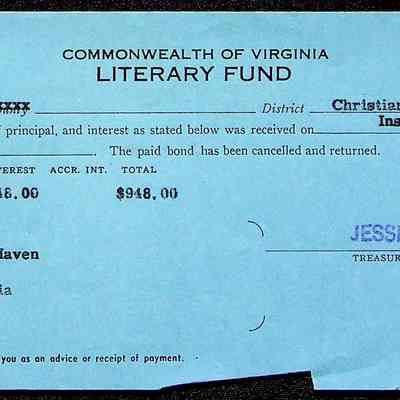 COMMONWEALTH OF VIRGINIA
LITERARY FUND
xxxx District Christian
Ins
f principal, and interest as stated below was received on
. The paid bond has been cancelled and returned.
EREST ACCR. INT. TOTAL
48.00 $948.00
JESSE
Haven
TREASUR
ia
you as an advice or receipt of payment.